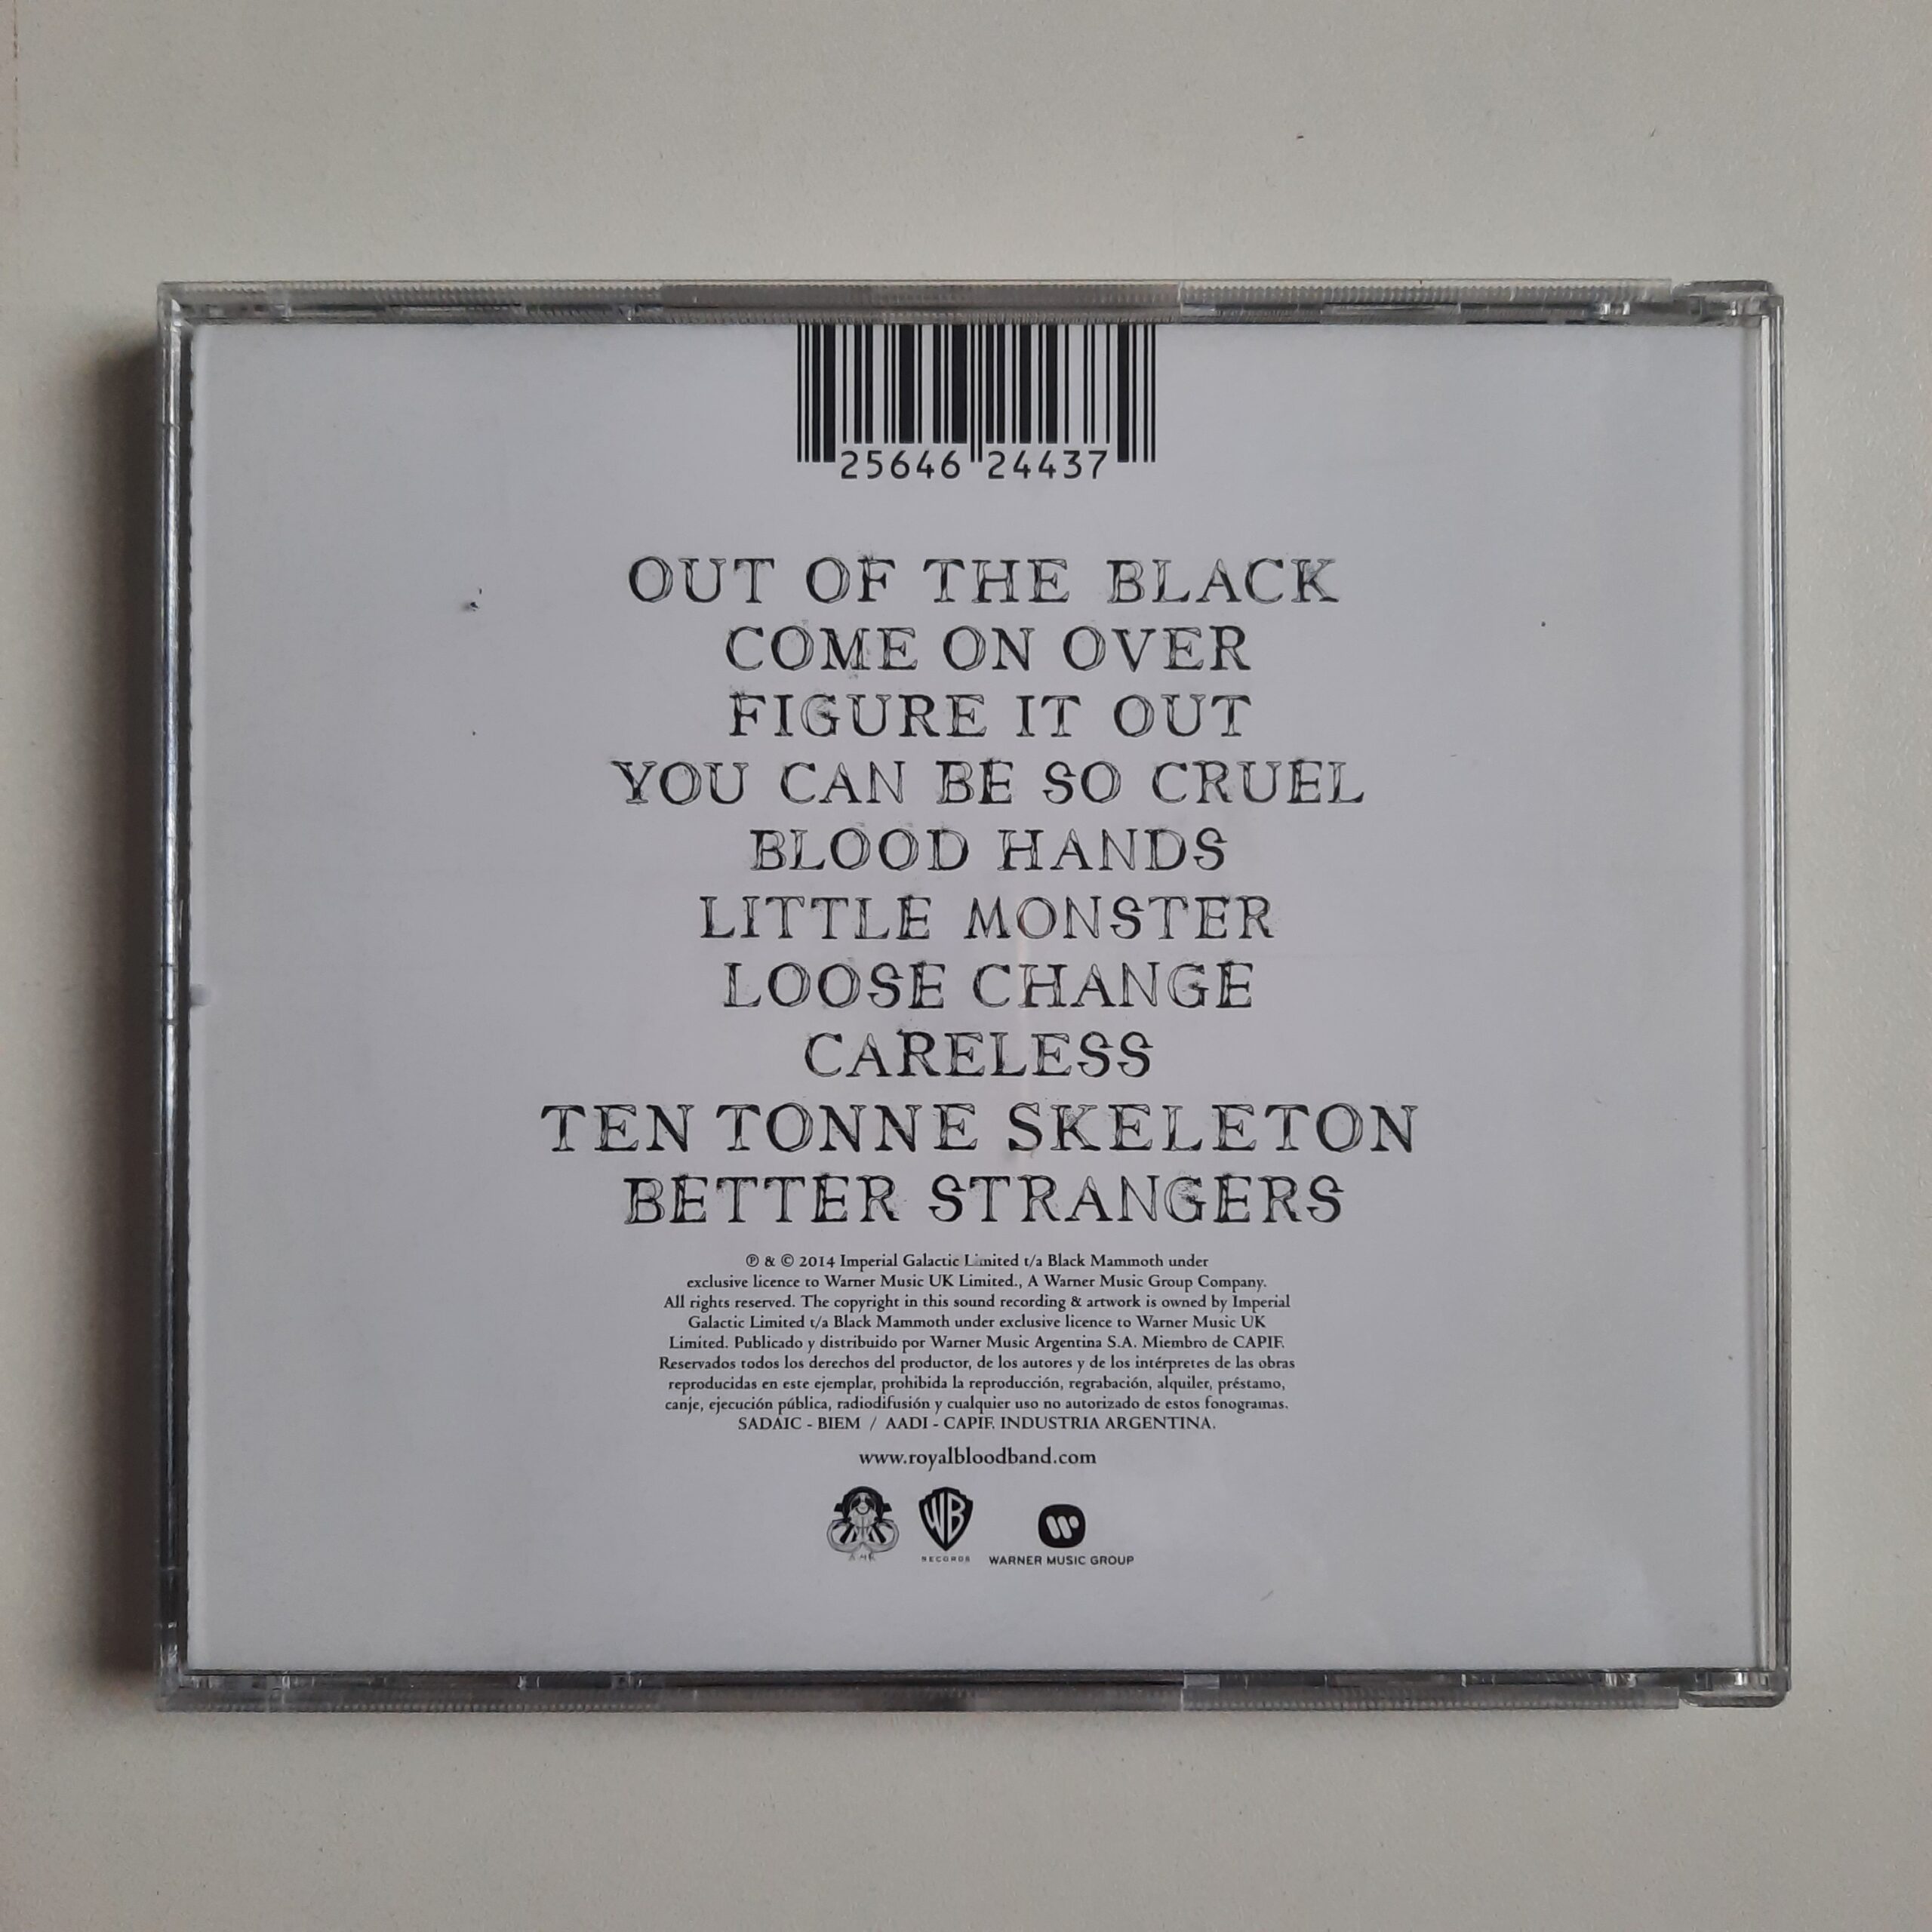 25646 24437
OUT OF THE BLACK
COME ON OVER
FIGURE IT OUT
YOU CAN BE SO CRUEL
BLOOD HANDS
LITTLE MONSTER
LOOSE CHANGE
CARELESS
TEN TONNE SKELETON
BETTER STRANGERS
℗ & © 2014 Imperial Galactic Limited t/a Black Mammoth under
exclusive licence to Warner Music UK Limited., A Warner Music Group Company.
All rights reserved. The copyright in this sound recording & artwork is owned by Imperial
Galactic Limited t/a Black Mammoth under exclusive licence to Warner Music UK
Limited. Publicado y distribuido por Warner Music Argentina S.A. Miembro de CAPIF.
Reservados todos los derechos del productor, de los autores y de los intérpretes de las obras
reproducidas en este ejemplar, prohibida la reproducción, regrabación, alquiler, préstamo,
canje, ejecución pública, radiodifusión y cualquier uso no autorizado de estos fonogramas.
SADAIC - BIEM / AADI - CAPIF. INDUSTRIA ARGENTINA.
www.royalbloodband.com
WB
RECORDS
WARNER MUSIC GROUP